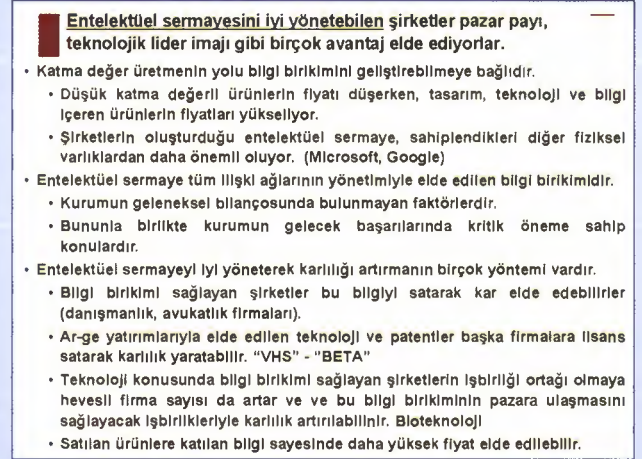 Entelektüel sermayesini iyi yönetebilen şirketler pazar payı,
teknolojik lider imajı gibi birçok avantaj elde ediyorlar.
• Katma değer üretmenin yolu bilgi birikimini geliştirebilmeye bağlıdır.
• Düşük katma değerli ürünlerin fiyatı düşerken, tasarım, teknoloji ve bilgi
içeren ürünlerin fiyatları yükseliyor.
• Şirketlerin oluşturduğu entelektüel sermaye, sahiplendikleri diğer fiziksel
varlıklardan daha önemli oluyor. (Microsoft, Google)
• Entelektüel sermaye tüm ilişki ağlarının yönetimiyle elde edilen bilgi birikimidir.
• Kurumun geleneksel bilançosunda bulunmayan faktörlerdir.
• Bununla birlikte kurumun gelecek başarılarında kritik öneme sahip
konulardır.
• Entelektüel sermayeyi iyi yöneterek karlılığı artırmanın birçok yöntemi vardır.
• Bilgi birikimi sağlayan şirketler bu bilgiyi satarak kar elde edebilirler
(danışmanlık, avukatlık firmaları).
• Ar-ge yatırımlarıyla elde edilen teknoloji ve patentler başka firmalara lisans
satarak karlılık yaratabilir. “VHS” - “BETA”
• Teknoloji konusunda bilgi birikimi sağlayan şirketlerin işbirliği ortağı olmaya
hevesli firma sayısı da artar ve ve bu bilgi birikiminin pazara ulaşmasını
sağlayacak işbirlikleriyle karlılık artırılabilinir. Bioteknoloji
• Satılan ürünlere katılan bilgi sayesinde daha yüksek fiyat elde edilebilir.